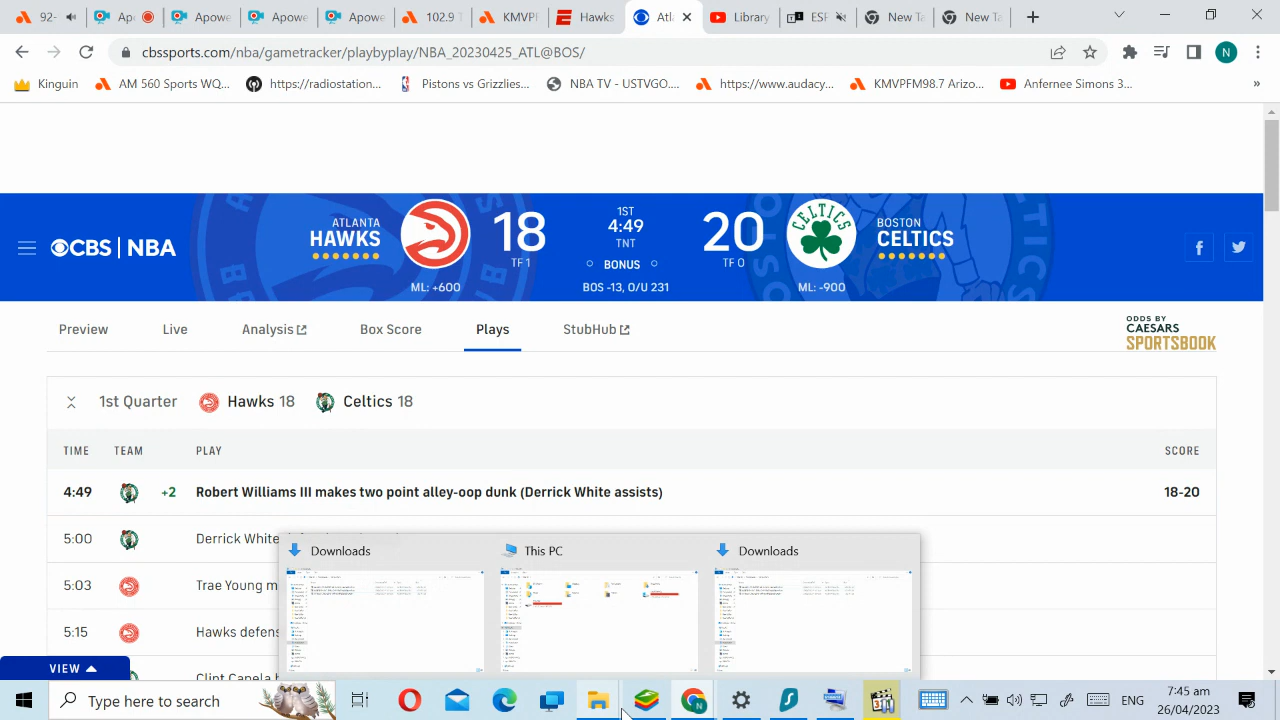 92-
Ap
Apowe
Apowe
Apowe
102.9 T
KMVPF
Hawks
Atl
Library
ESP
New Ta
New Ta
cbssports.com/nba/gametracker/playbyplay/NBA_20230425_ATL@BOS/
N
Kinguin
AM 560 Sports WQ...
https://radiostation...
Pistons vs Grizzlies...
NBA TV - USTVGO....
https://www.audacy...
KMVPFM98.7 Arizo...
Anfernee Simons 3...
»
CBS | NBA
ATLANTA
HAWKS
ML: +600
18
TF 1
1ST
4:49
TNT
BONUS
BOS -13, O/U 231
20
TF 0
CELTICS
ML: -900
BOSTON
CELTICS
Preview
Live
Analysis
Box Score
Plays
StubHub
ODDS BY
CAESARS
SPORTSBOOK
1st Quarter Hawks 18 Celtics 18
TIME TEAM PLAY SCORE
4:49 +2 Robert Williams III makes two point alley-oop dunk (Derrick White assists) 18-20
5:00 Derrick White
5:03 Trae Young m
5:15 Hawks defens
Downloads
This PC
Downloads
VIEW
Type here to search
N
ENG
7:45 am
26/04/2023